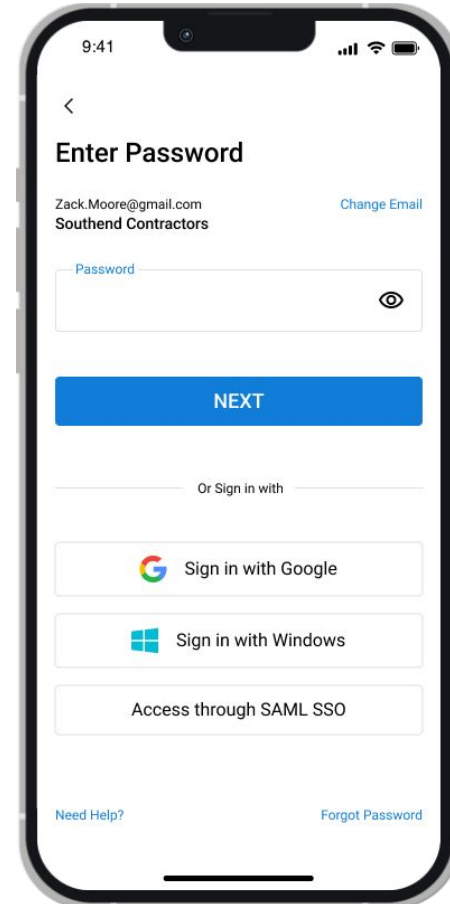 9:41
Enter Password
Zack.Moore@gmail.com
Change Email
Southend Contractors
Password
NEXT
Or Sign in with
Sign in with Google
Sign in with Windows
Access through SAML SSO
Need Help?
Forgot Password